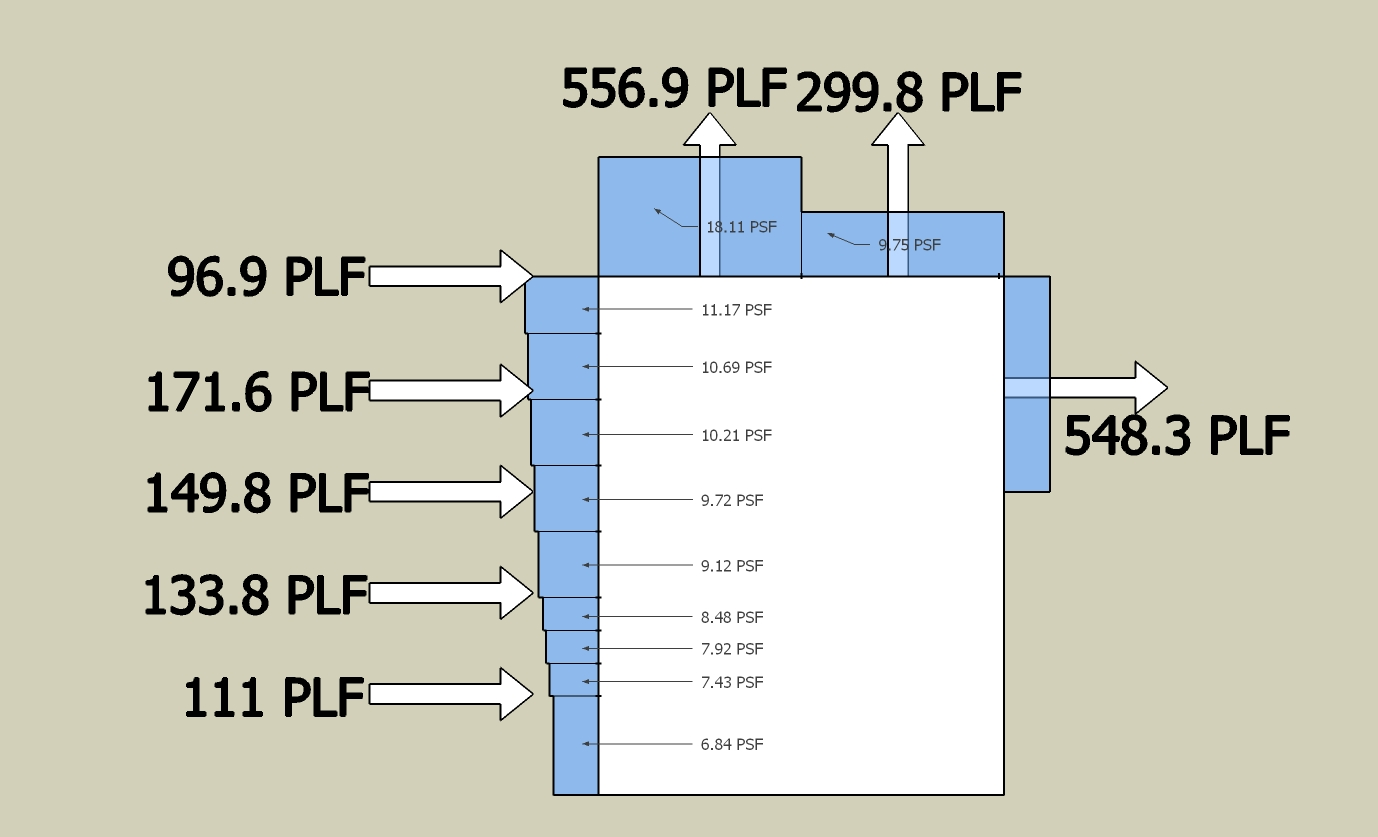 556.9 PLF
299.8 PLF
18.11 PSF
9.75 PSF
96.9 PLF
11.17 PSF
10.69 PSF
171.6 PLF
548.3 PLF
10.21 PSF
149.8 PLF
9.72 PSF
9.12 PSF
133.8 PLF
8.48 PSF
7.92 PSF
7.43 PSF
111 PLF
6.84 PSF